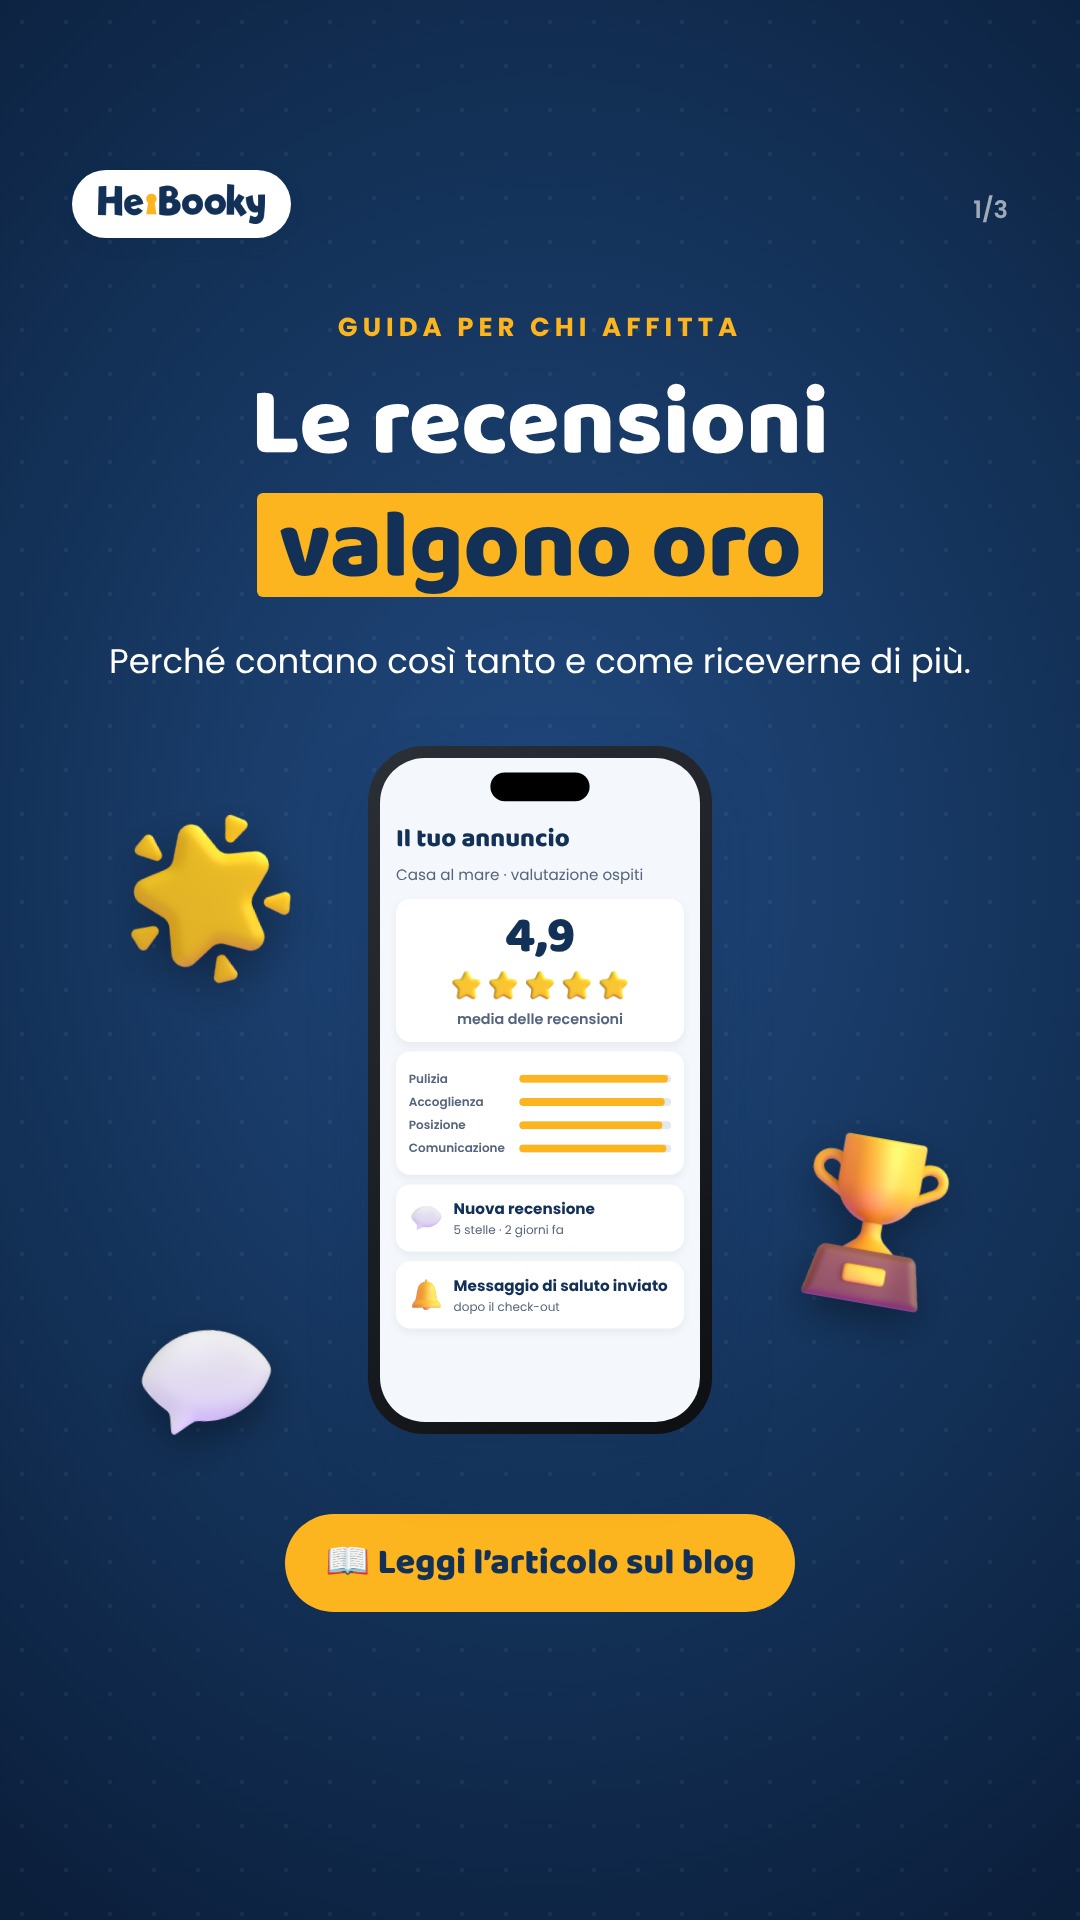 HeiBooky
1/3
GUIDA PER CHI AFFITTA
Le recensioni
valgono oro
Perché contano così tanto e come riceverne di più.
Il tuo annuncio
Casa al mare · valutazione ospiti
4,9
media delle recensioni
Pulizia
Accoglienza
Posizione
Comunicazione
Nuova recensione
5 stelle · 2 giorni fa
Messaggio di saluto inviato
dopo il check-out
📖 Leggi l’articolo sul blog